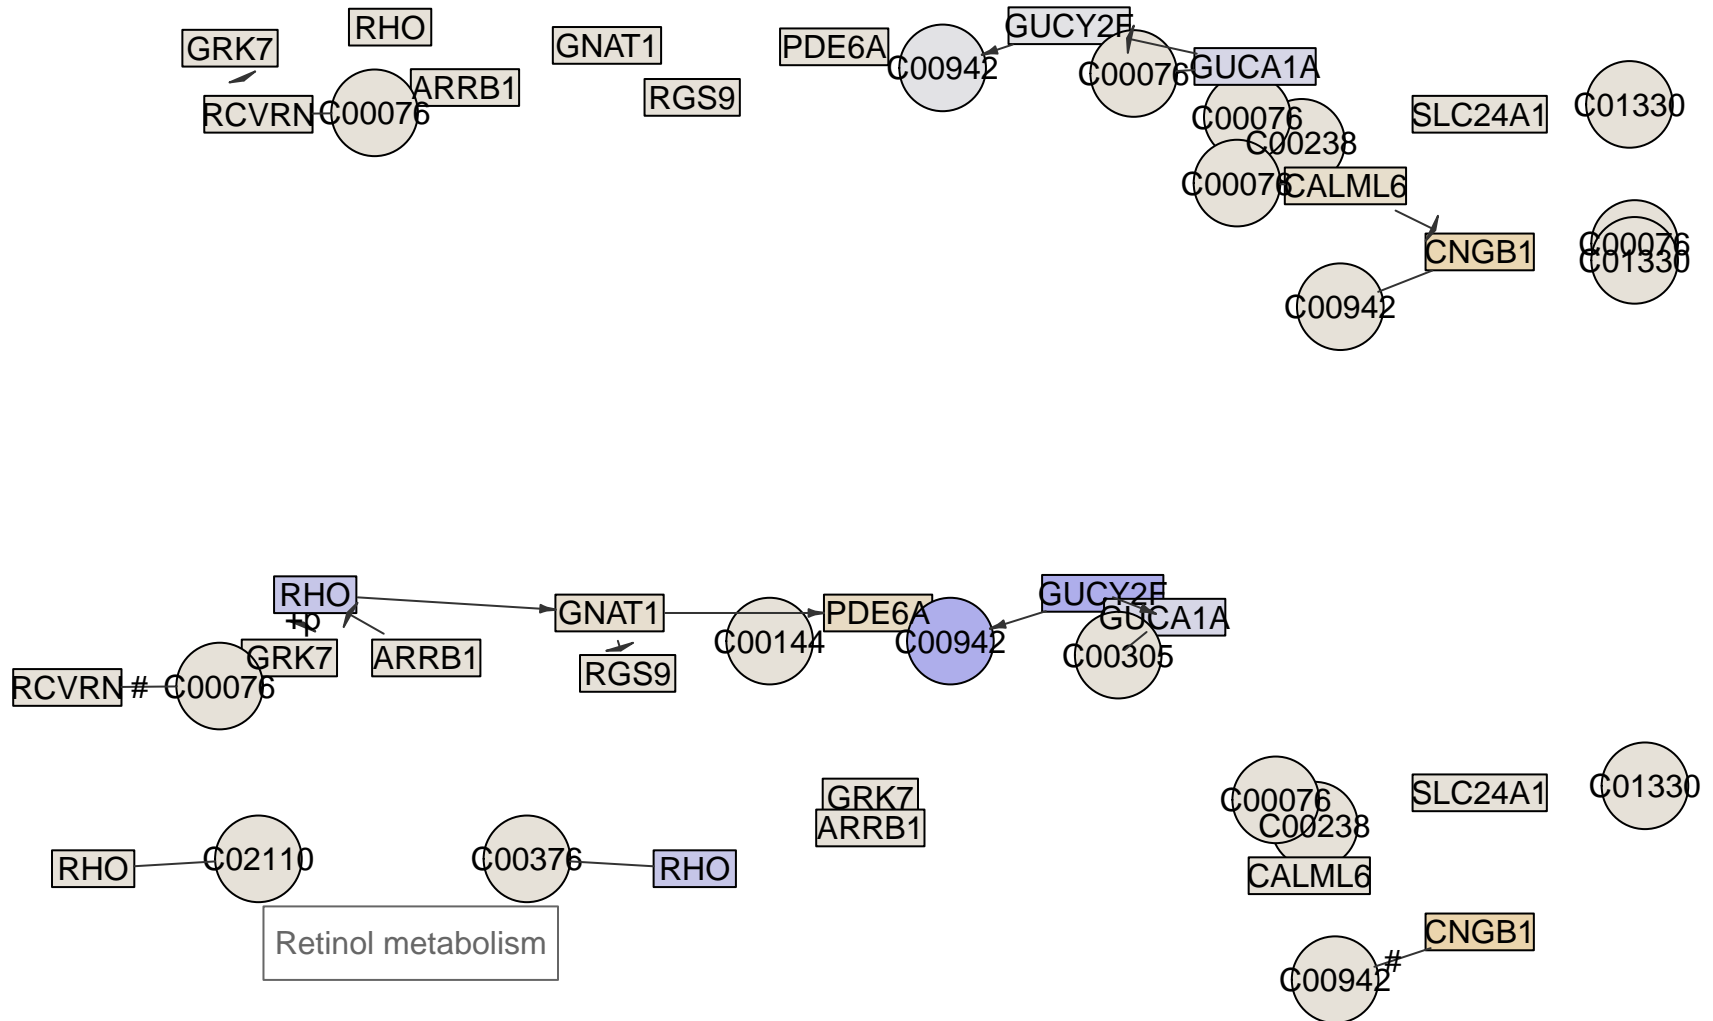 RHO
GRK7
GNAT1
PDE6A
C00942
GUCY2F
C00076
GUCA1A
ARRB1
RCVRN
C00076
RGS9
C00076
C00238
SLC24A1
C01330
C00076
CALML6
CNGB1
C00076
C01330
C00942
RHO
+p
GNAT1
PDE6A
GUCY2F
GUCA1A
C00144
C00942
C00305
GRK7
ARRB1
RGS9
RCVRN
#
C00076
GRK7
ARRB1
C00076
C00238
SLC24A1
C01330
RHO
C02110
C00376
RHO
CALML6
Retinol metabolism
CNGB1
#
C00942